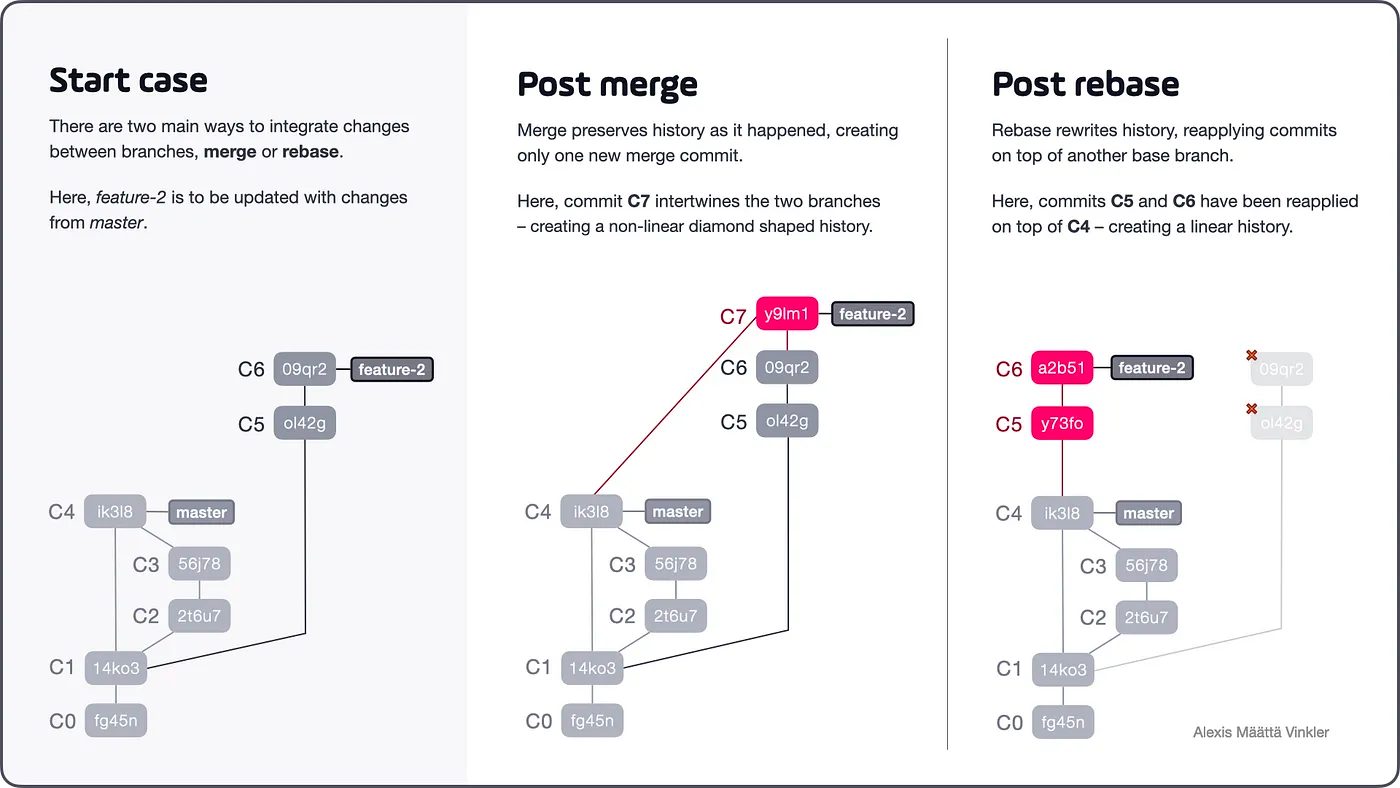 Start case
There are two main ways to integrate changes
between branches, merge or rebase.
Here, feature-2 is to be updated with changes
from master.
C6 09qr2 feature-2
C5 ol42g
C4 ik3l8 master
C3 56j78
C2 2t6u7
C1 14ko3
C0 fg45n
Post merge
Merge preserves history as it happened, creating
only one new merge commit.
Here, commit C7 intertwines the two branches
– creating a non-linear diamond shaped history.
C7 y9lm1 feature-2
C6 09qr2
C5 ol42g
C4 ik3l8 master
C3 56j78
C2 2t6u7
C1 14ko3
C0 fg45n
Post rebase
Rebase rewrites history, reapplying commits
on top of another base branch.
Here, commits C5 and C6 have been reapplied
on top of C4 – creating a linear history.
C6 a2b51 feature-2 09qr2
C5 y73fo ol42g
C4 ik3l8 master
C3 56j78
C2 2t6u7
C1 14ko3
C0 fg45n
Alexis Määttä Vinkler